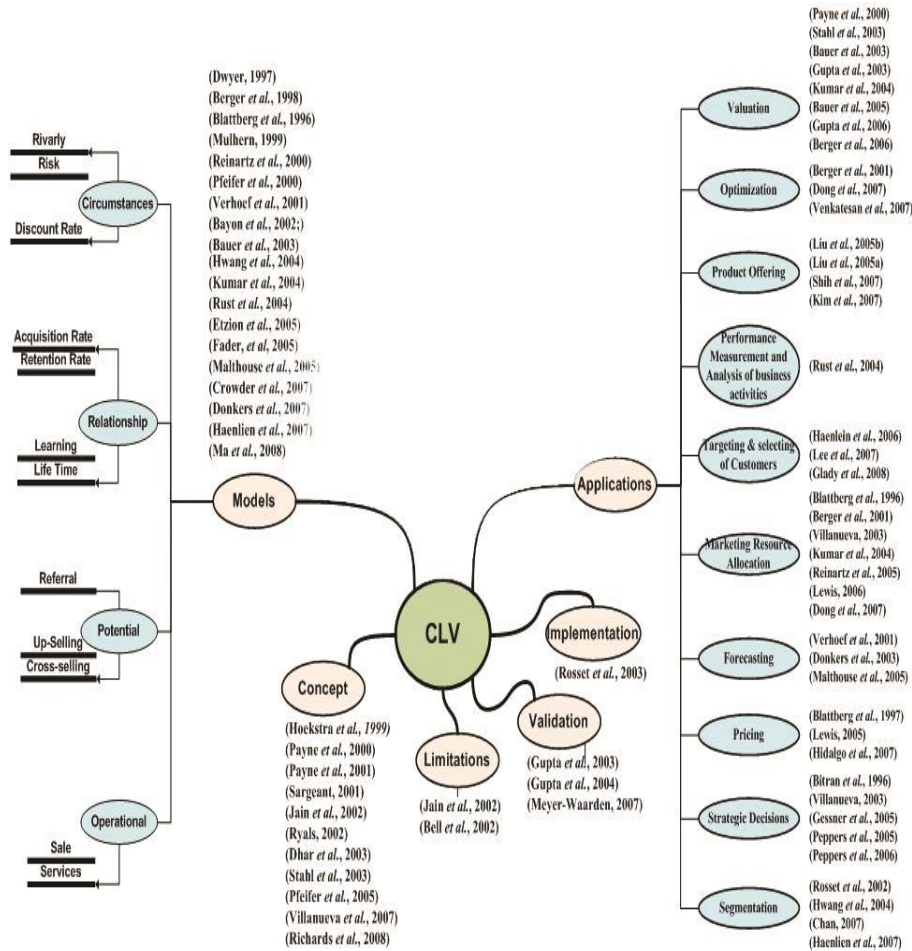 Rivarly
Risk
Circumstances
Discount Rate
Acquisition Rate
Retention Rate
Relationship
Learning
Life Time
Referral
Potential
Up-Selling
Cross-selling
Operational
Sale
Services
(Dwyer, 1997)
(Berger et al., 1998)
(Blattberg et al., 1996)
(Mulhern, 1999)
(Reinartz et al., 2000)
(Pfeifer et al., 2000)
(Verhoef et al., 2001)
(Bayon et al., 2002;)
(Bauer et al., 2003)
(Hwang et al., 2004)
(Kumar et al., 2004)
(Rust et al., 2004)
(Etzion et al., 2005)
(Fader, et al, 2005)
(Malthouse et al., 2005)
(Crowder et al., 2007)
(Donkers et al., 2007)
(Haenlien et al., 2007)
(Ma et al., 2008)
Models
CLV
Concept
(Hoekstra et al., 1999)
(Payne et al., 2000)
(Payne et al., 2001)
(Sargeant, 2001)
(Jain et al., 2002)
(Ryals, 2002)
(Dhar et al., 2003)
(Stahl et al., 2003)
(Pfeifer et al., 2005)
(Villanueva et al., 2007)
(Richards et al., 2008)
Limitations
(Jain et al., 2002)
(Bell et al., 2002)
Validation
(Gupta et al., 2003)
(Gupta et al., 2004)
(Meyer-Waarden, 2007)
Implementation
(Rosset et al., 2003)
Applications
Valuation
(Payne et al., 2000)
(Stahl et al., 2003)
(Bauer et al., 2003)
(Gupta et al., 2003)
(Kumar et al., 2004)
(Bauer et al., 2005)
(Gupta et al., 2006)
(Berger et al., 2006)
Optimization
(Berger et al., 2001)
(Dong et al., 2007)
(Venkatesan et al., 2007)
Product Offering
(Liu et al., 2005b)
(Liu et al., 2005a)
(Shih et al., 2007)
(Kim et al., 2007)
Performance
Measurement and
Analysis of business
activities
(Rust et al., 2004)
Targeting & selecting
of Customers
(Haenlein et al., 2006)
(Lee et al., 2007)
(Glady et al., 2008)
Marketing Resource
Allocation
(Blattberg et al., 1996)
(Berger et al., 2001)
(Villanueva, 2003)
(Kumar et al., 2004)
(Reinartz et al., 2005)
(Lewis, 2006)
(Dong et al., 2007)
Forecasting
(Verhoef et al., 2001)
(Donkers et al., 2003)
(Malthouse et al., 2005)
Pricing
(Blattberg et al., 1997)
(Lewis, 2005)
(Hidalgo et al., 2007)
Strategic Decisions
(Bitran et al., 1996)
(Villanueva, 2003)
(Gessner et al., 2005)
(Peppers et al., 2005)
(Peppers et al., 2006)
Segmentation
(Rosset et al., 2002)
(Hwang et al., 2004)
(Chan, 2007)
(Haenlien et al., 2007)